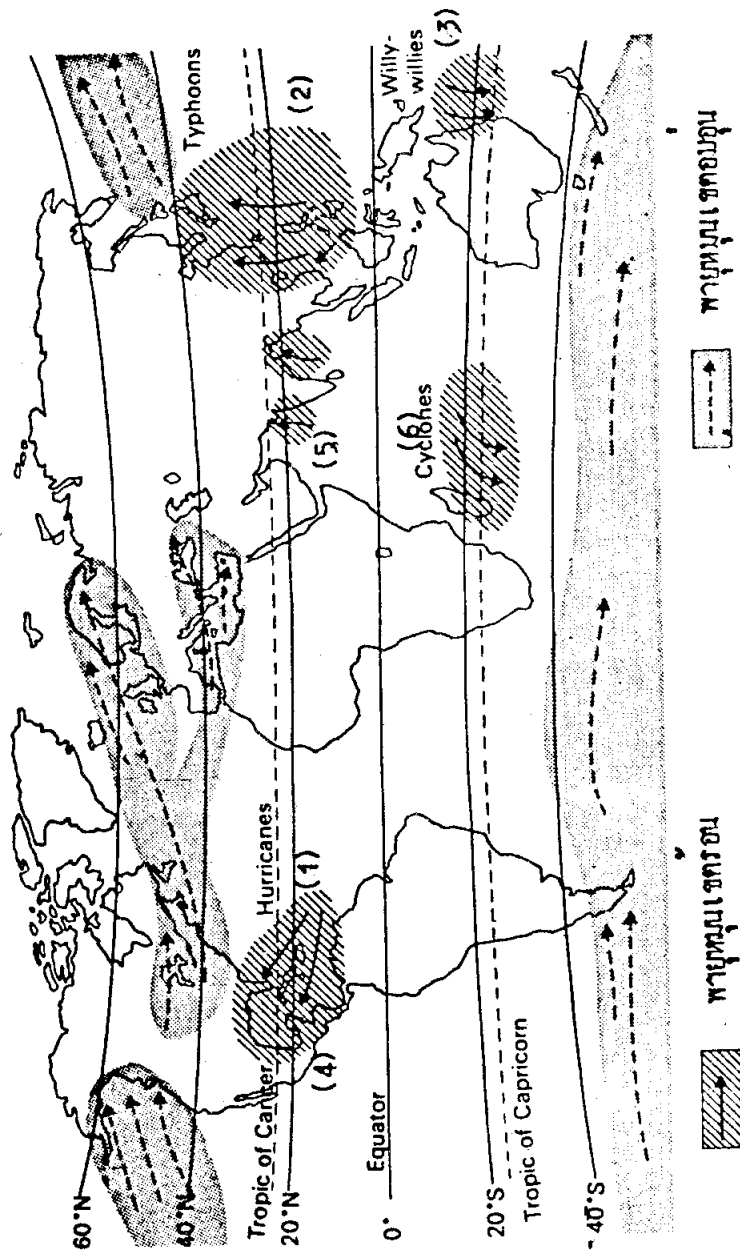 60°N
40°N
Tropic of Cancer
20°N
0°
Equator
20°S
Tropic of Capricorn
40°S
Hurricanes
(1)
(4)
Typhoons
(2)
(5)
Cyclones
(6)
Willy-
willies
(3)
พายุหมุนเขตร้อน
พายุหมุนเขตอบอุ่น